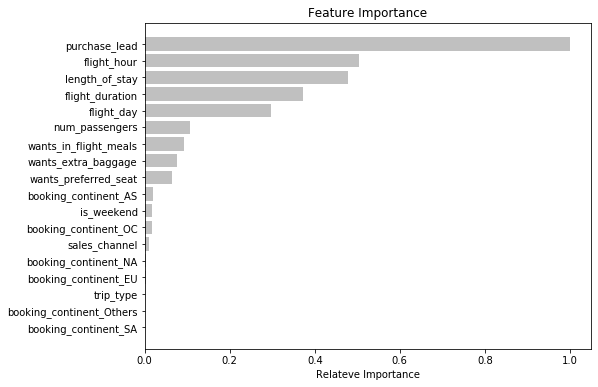 Feature Importance
purchase_lead
flight_hour
length_of_stay
flight_duration
flight_day
num_passengers
wants_in_flight_meals
wants_extra_baggage
wants_preferred_seat
booking_continent_AS
is_weekend
booking_continent_OC
sales_channel
booking_continent_NA
booking_continent_EU
trip_type
booking_continent_Others
booking_continent_SA
0.0 0.2 0.4 0.6 0.8 1.0
Relateve Importance